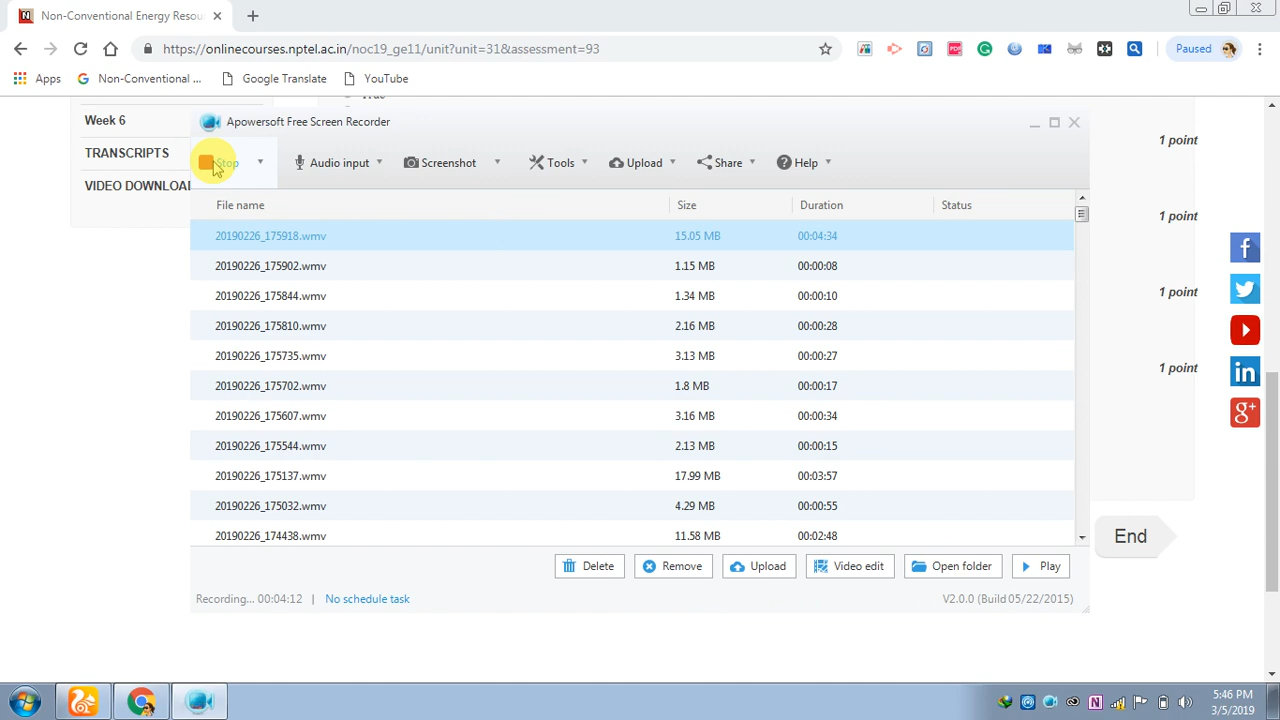 Non-Conventional Energy Resou
https://onlinecourses.nptel.ac.in/noc19_ge11/unit?unit=31&assessment=93
Paused
Apps
Non-Conventional ...
Google Translate
YouTube
True
Week 6
TRANSCRIPTS
VIDEO DOWNLOAD
Apowersoft Free Screen Recorder
Stop
Audio input
Screenshot
Tools
Upload
Share
Help
File name Size Duration Status
20190226_175918.wmv 15.05 MB 00:04:34
20190226_175902.wmv 1.15 MB 00:00:08
20190226_175844.wmv 1.34 MB 00:00:10
20190226_175810.wmv 2.16 MB 00:00:28
20190226_175735.wmv 3.13 MB 00:00:27
20190226_175702.wmv 1.8 MB 00:00:17
20190226_175607.wmv 3.16 MB 00:00:34
20190226_175544.wmv 2.13 MB 00:00:15
20190226_175137.wmv 17.99 MB 00:03:57
20190226_175032.wmv 4.29 MB 00:00:55
20190226_174438.wmv 11.58 MB 00:02:48
Delete
Remove
Upload
Video edit
Open folder
Play
Recording... 00:04:12 | No schedule task
V2.0.0 (Build 05/22/2015)
1 point
1 point
1 point
1 point
End
5:46 PM
3/5/2019